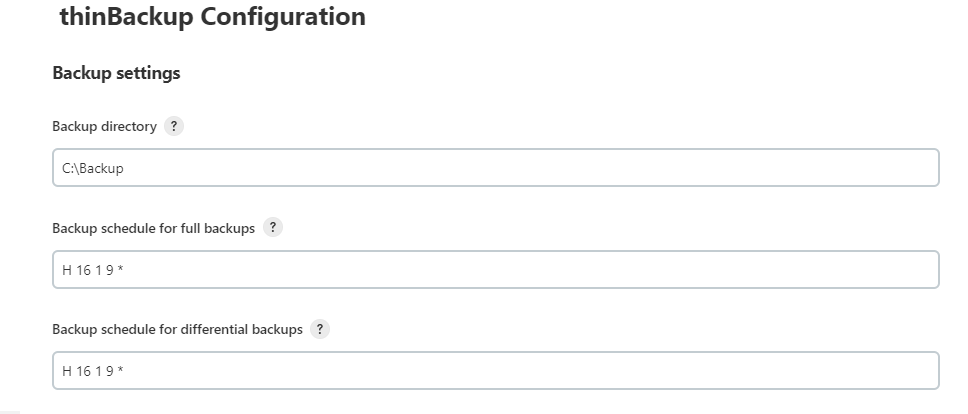 thinBackup Configuration
Backup settings
Backup directory ?
C:\Backup
Backup schedule for full backups ?
H 16 1 9 *
Backup schedule for differential backups ?
H 16 1 9 *